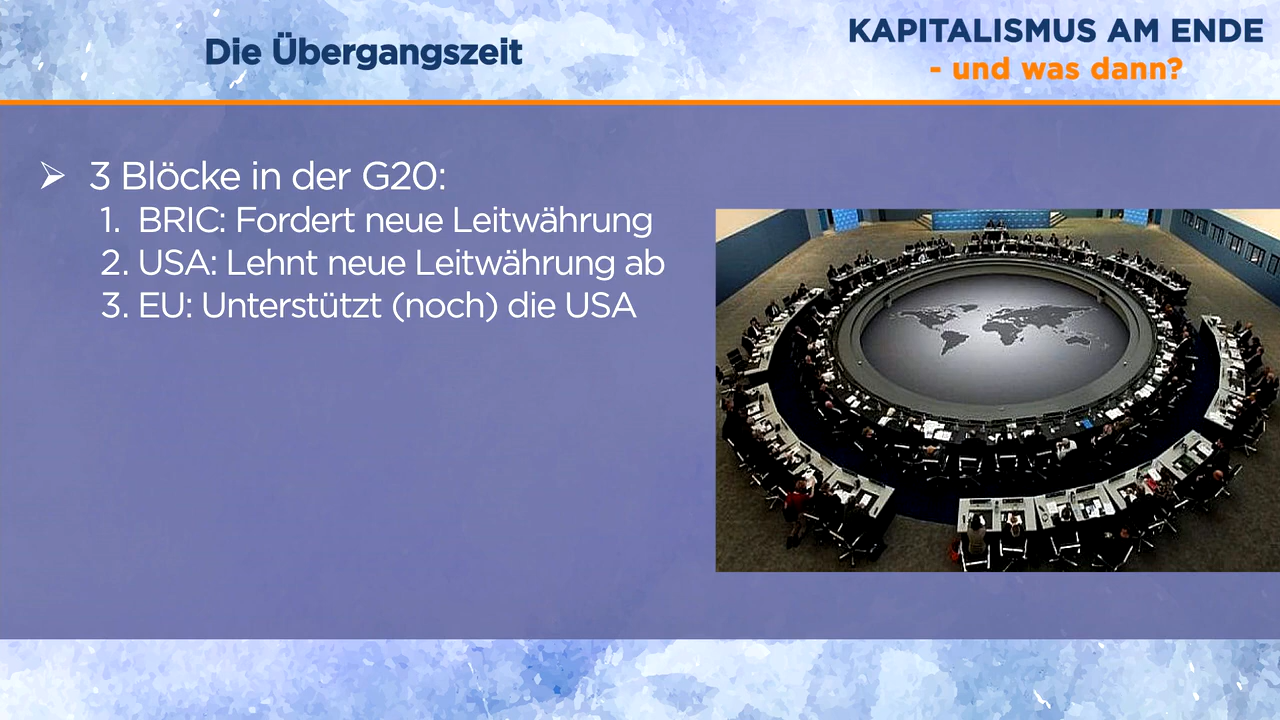 Die Übergangszeit
KAPITALISMUS AM ENDE
- und was dann?
3 Blöcke in der G20:
1. BRIC: Fordert neue Leitwährung
2. USA: Lehnt neue Leitwährung ab
3. EU: Unterstützt (noch) die USA